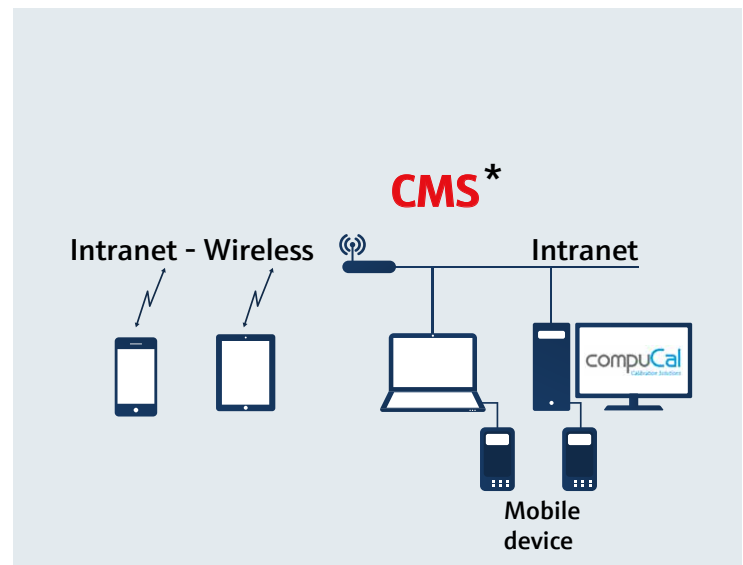 CMS*
Intranet - Wireless
Intranet
compuCal
Calibration Solutions
Mobile
device